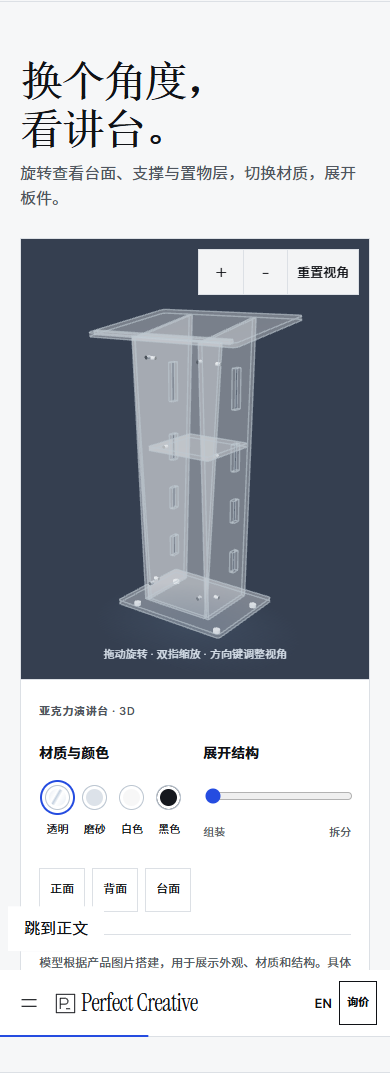 换个角度，
看讲台。
旋转查看台面、支撑与置物层，切换材质，展开
板件。
+ - 重置视角
拖动旋转 · 双指缩放 · 方向键调整视角
亚克力演讲台 · 3D
材质与颜色 展开结构
透明 磨砂 白色 黑色 组装 拆分
正面 背面 台面
跳到正文
模型根据产品图片搭建，用于展示外观、材质和结构。具体
Perfect Creative EN 询价